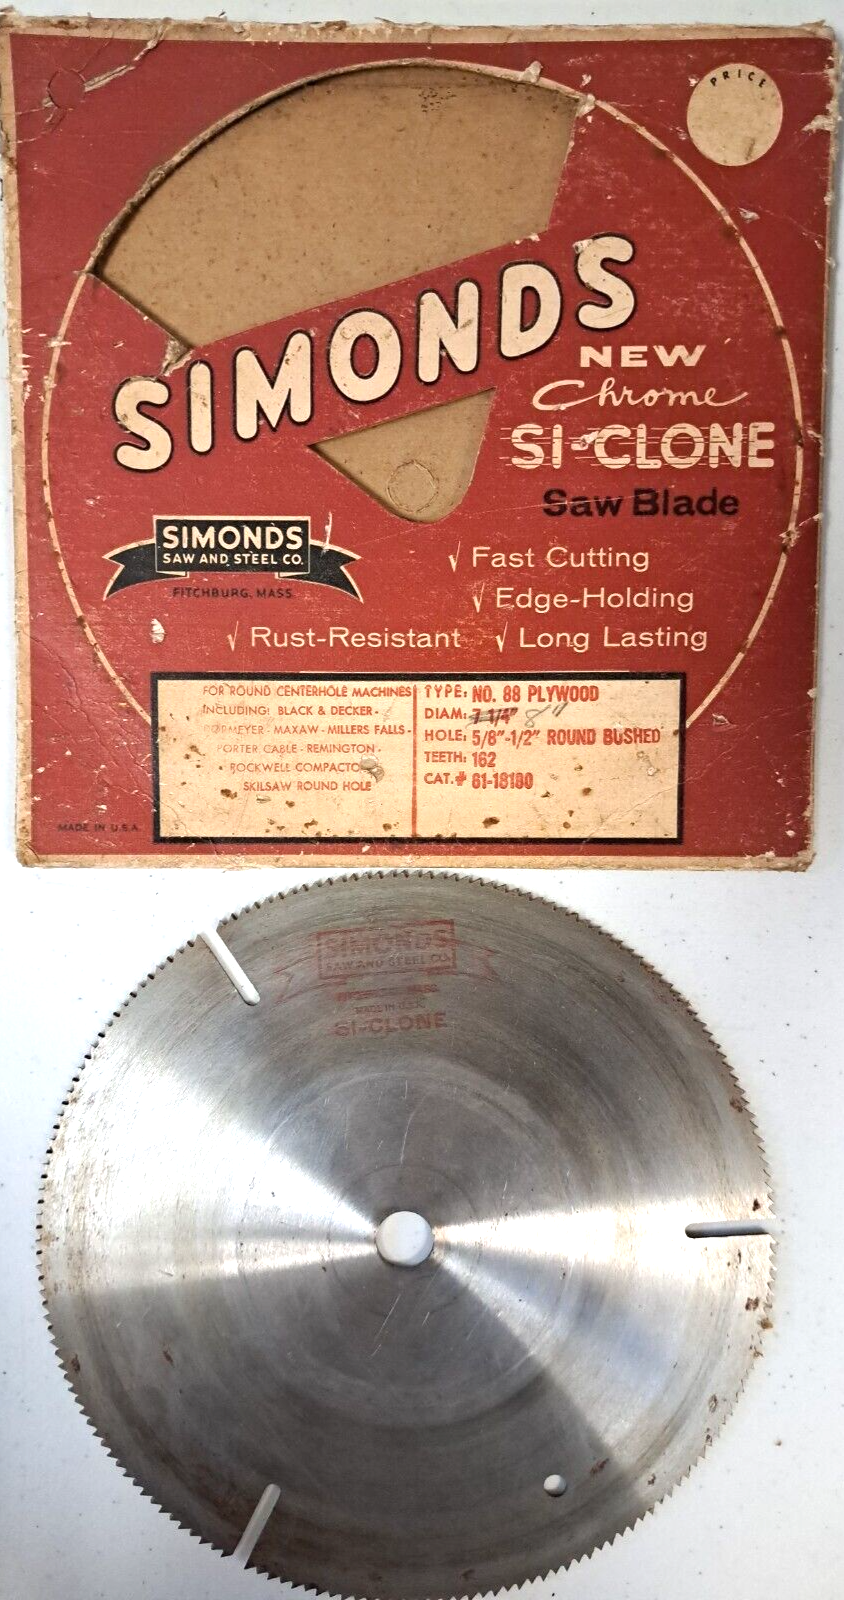 PRICE
SIMONDS
NEW
Chrome
SI-CLONE
Saw Blade
SIMONDS
SAW AND STEEL CO.
FITCHBURG, MASS.
√ Fast Cutting
√ Edge-Holding
√ Rust-Resistant √ Long Lasting
FOR ROUND CENTERHOLE MACHINES
INCLUDING: BLACK & DECKER -
DORMEYER - MAXAW - MILLERS FALLS -
PORTER CABLE - REMINGTON -
ROCKWELL COMPACTO
SKILSAW ROUND HOLE
TYPE: NO. 88 PLYWOOD
DIAM: 7 1/4" 8"
HOLE: 5/8"-1/2" ROUND BUSHED
TEETH: 162
CAT.# 61-18180
MADE IN U.S.A.
SIMONDS
SAW AND STEEL CO.
MADE IN U.S.A.
SI-CLONE